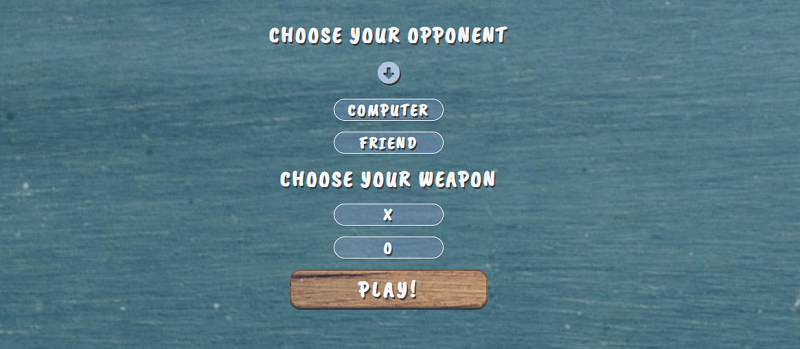 CHOOSE YOUR OPPONENT
COMPUTER
FRIEND
CHOOSE YOUR WEAPON
X
O
PLAY!